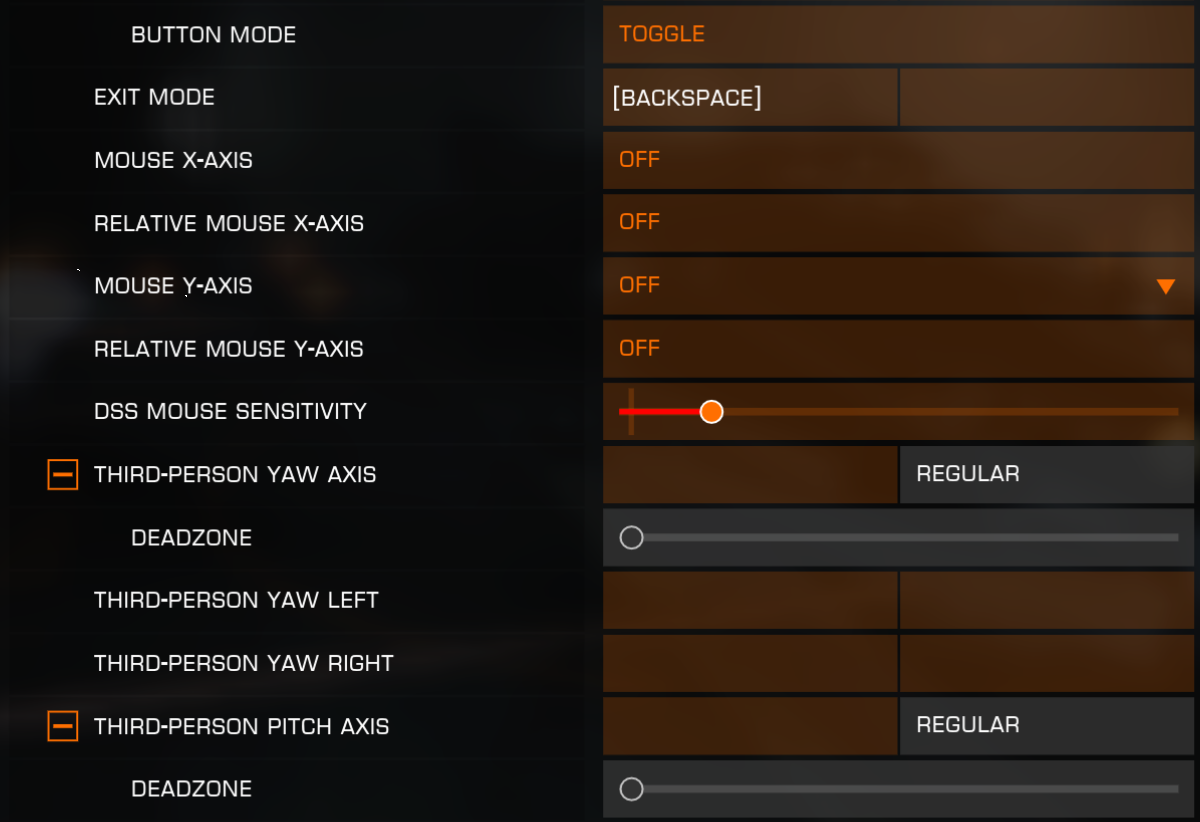 BUTTON MODE TOGGLE
EXIT MODE [BACKSPACE]
MOUSE X-AXIS OFF
RELATIVE MOUSE X-AXIS OFF
MOUSE Y-AXIS OFF
RELATIVE MOUSE Y-AXIS OFF
DSS MOUSE SENSITIVITY
THIRD-PERSON YAW AXIS REGULAR
DEADZONE
THIRD-PERSON YAW LEFT
THIRD-PERSON YAW RIGHT
THIRD-PERSON PITCH AXIS REGULAR
DEADZONE